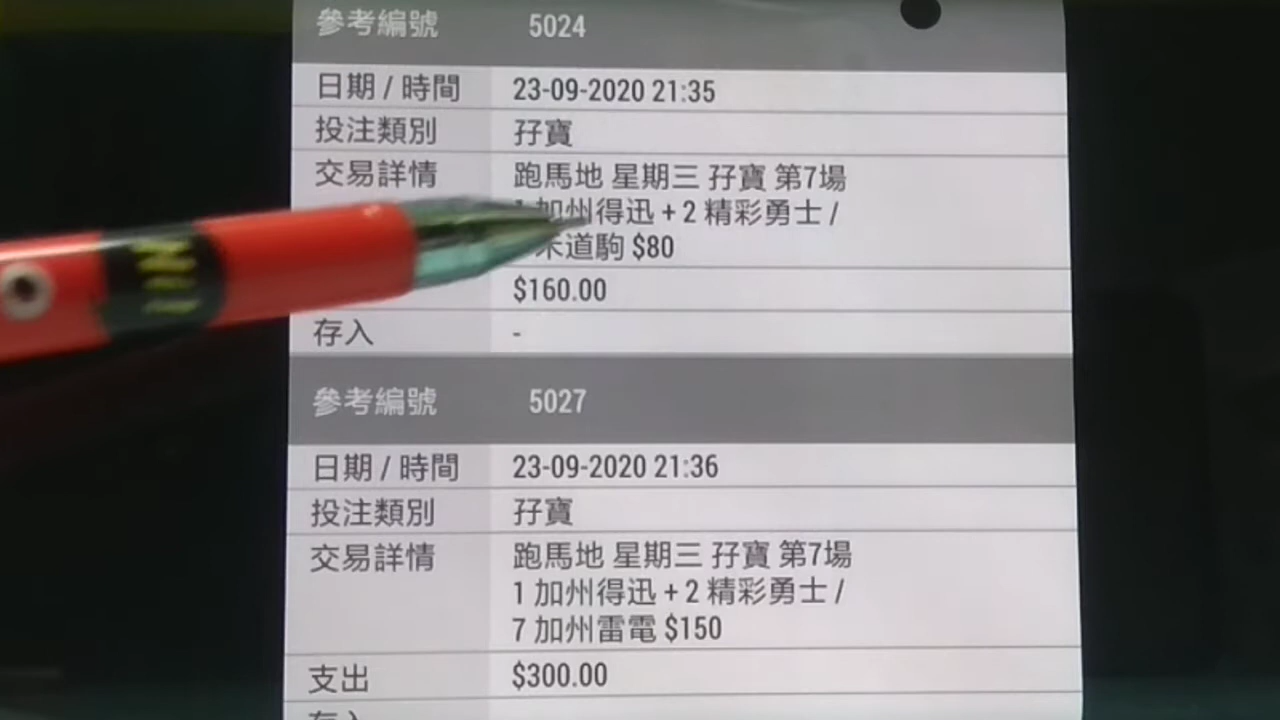 參考編號 5024
日期 / 時間 23-09-2020 21:35
投注類別 孖寶
交易詳情 跑馬地 星期三 孖寶 第7場
加州得迅 + 2 精彩勇士 /
道駒 $80
$160.00
存入 -
參考編號 5027
日期 / 時間 23-09-2020 21:36
投注類別 孖寶
交易詳情 跑馬地 星期三 孖寶 第7場
1 加州得迅 + 2 精彩勇士 /
7 加州雷電 $150
支出 $300.00
存入